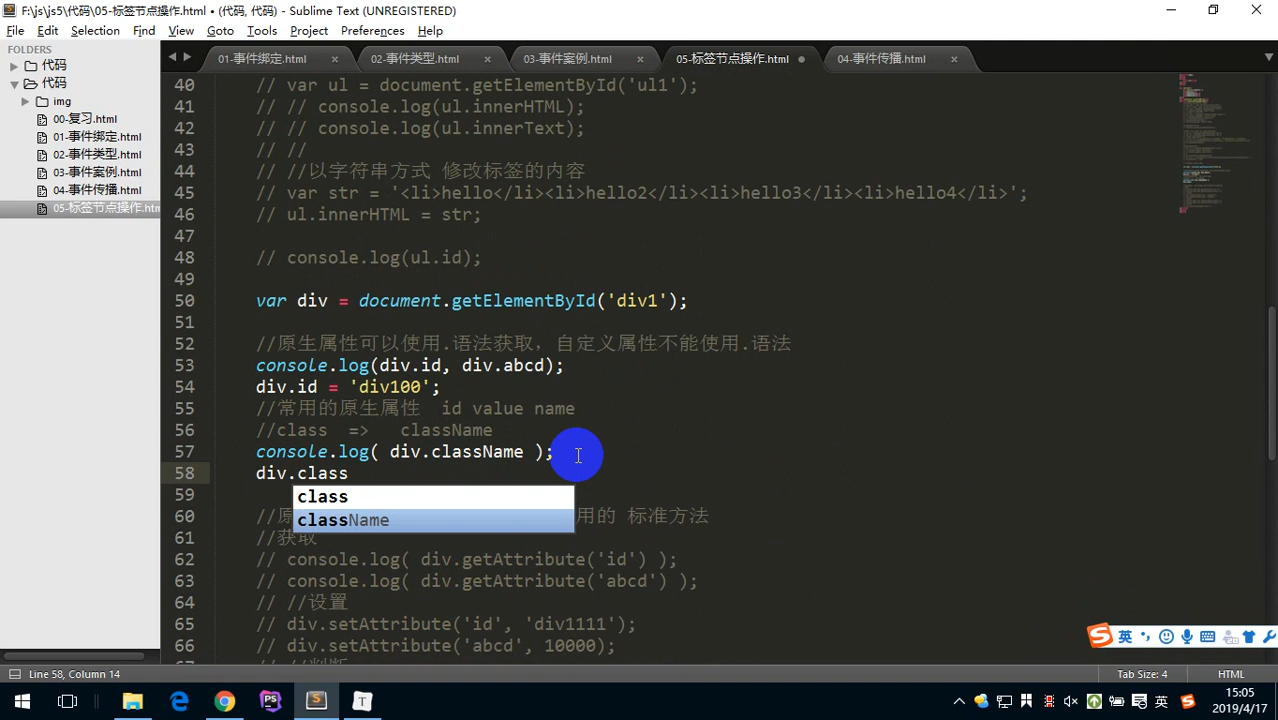 F:\js\js5\代码\05-标签节点操作.html • (代码, 代码) - Sublime Text (UNREGISTERED)
File Edit Selection Find View Goto Tools Project Preferences Help
FOLDERS
代码
代码
img
00-复习.html
01-事件绑定.html
02-事件类型.html
03-事件案例.html
04-事件传播.html
05-标签节点操作.htm
01-事件绑定.html 02-事件类型.html 03-事件案例.html 05-标签节点操作.html 04-事件传播.html
40 // var ul = document.getElementById('ul1');
41 // // console.log(ul.innerHTML);
42 // // console.log(ul.innerText);
43 // //
44 // //以字符串方式 修改标签的内容
45 // var str = '<li>hello</li><li>hello2</li><li>hello3</li><li>hello4</li>';
46 // ul.innerHTML = str;
47
48 // console.log(ul.id);
49
50 var div = document.getElementById('div1');
51
52 //原生属性可以使用.语法获取，自定义属性不能使用.语法
53 console.log(div.id, div.abcd);
54 div.id = 'div100';
55 //常用的原生属性 id value name
56 //class => className
57 console.log( div.className );
58 div.class
59 class
className
60 //原 用的 标准方法
61 //获取
62 // console.log( div.getAttribute('id') );
63 // console.log( div.getAttribute('abcd') );
64 // //设置
65 // div.setAttribute('id', 'div1111');
66 // div.setAttribute('abcd', 10000);
英
Line 58, Column 14 Tab Size: 4 HTML
英
15:05
2019/4/17